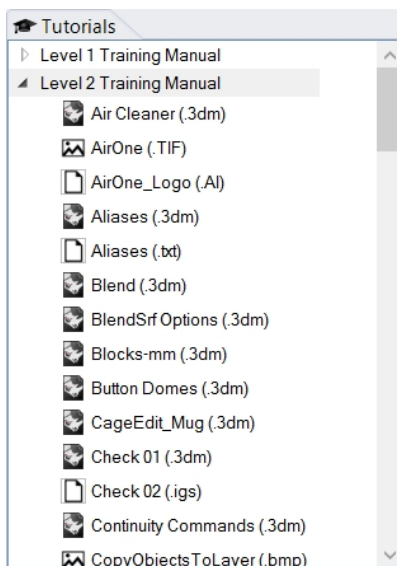 Tutorials
Level 1 Training Manual
Level 2 Training Manual
Air Cleaner (.3dm)
AirOne (.TIF)
AirOne_Logo (.AI)
Aliases (.3dm)
Aliases (.txt)
Blend (.3dm)
BlendSrf Options (.3dm)
Blocks-mm (.3dm)
Button Domes (.3dm)
CageEdit_Mug (.3dm)
Check 01 (.3dm)
Check 02 (.igs)
Continuity Commands (.3dm)
CopyObjectsToLayer (.bmp)